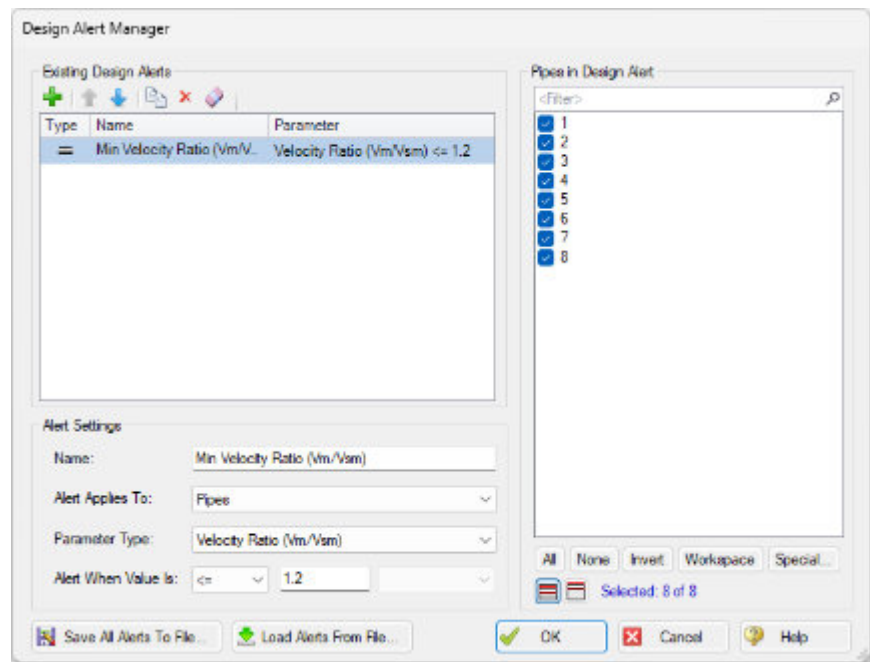 Design Alert Manager
Existing Design Alerts
Type Name Parameter
Min Velocity Ratio (Vm/V... Velocity Ratio (Vm/Vsm) <= 1.2
Alert Settings
Name: Min Velocity Ratio (Vm/Vsm)
Alert Applies To: Pipes
Parameter Type: Velocity Ratio (Vm/Vsm)
Alert When Value Is: <= 1.2
Pipes in Design Alert
<Filter>
1
2
3
4
5
6
7
8
All None Invert Workspace Special...
Selected: 8 of 8
Save All Alerts To File... Load Alerts From File... OK Cancel Help